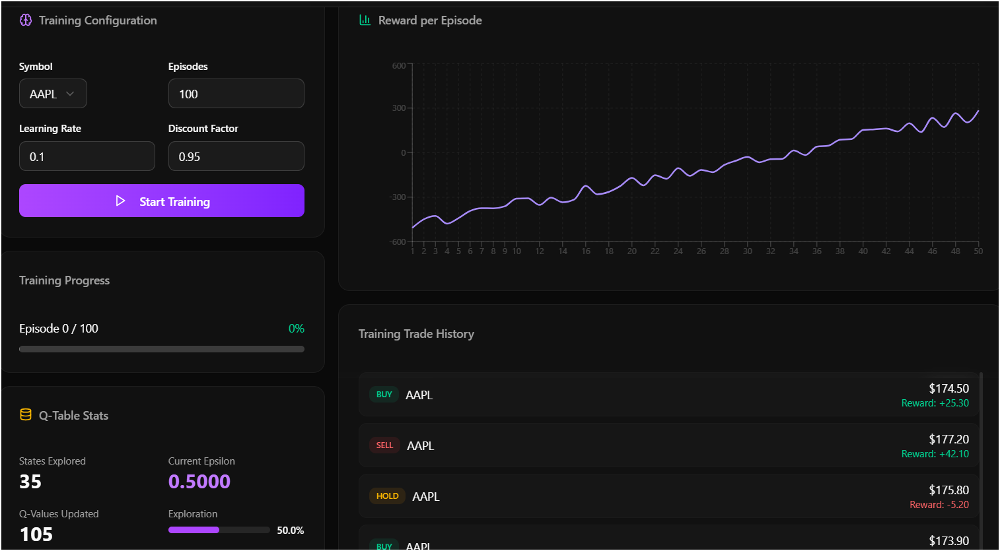 Training Configuration
Symbol
Episodes
AAPL
100
Learning Rate
Discount Factor
0.1
0.95
Start Training
Training Progress
Episode 0 / 100
0%
Q-Table Stats
States Explored
Current Epsilon
35
0.5000
Q-Values Updated
Exploration
105
50.0%
Reward per Episode
600
300
0
-300
-600
1 2 3 4 5 6 7 8 9 10 12 14 16 18 20 22 24 26 28 30 32 34 36 38 40 42 44 46 48 50
Training Trade History
BUY AAPL
$174.50
Reward: +25.30
SELL AAPL
$177.20
Reward: +42.10
HOLD AAPL
$175.80
Reward: -5.20
BUY AAPL
$173.90